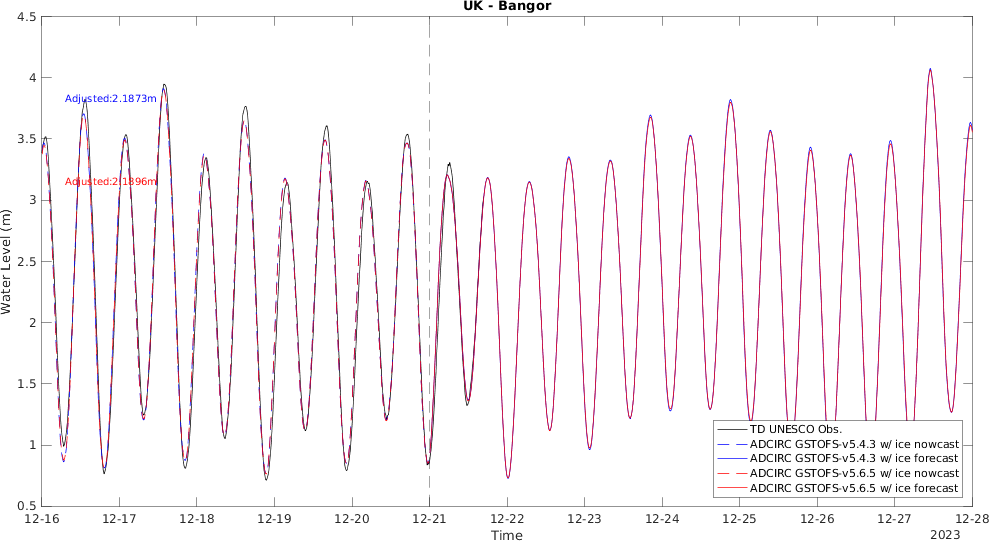 UK - Bangor
4.5
4
3.5
3
2.5
2
1.5
1
0.5
Water Level (m)
Adjusted:2.1873m
Adjusted:2.1896m
TD UNESCO Obs.
ADCIRC GSTOFS-v5.4.3 w/ ice nowcast
ADCIRC GSTOFS-v5.4.3 w/ ice forecast
ADCIRC GSTOFS-v5.6.5 w/ ice nowcast
ADCIRC GSTOFS-v5.6.5 w/ ice forecast
12-16 12-17 12-18 12-19 12-20 12-21 12-22 12-23 12-24 12-25 12-26 12-27 12-28
Time
2023